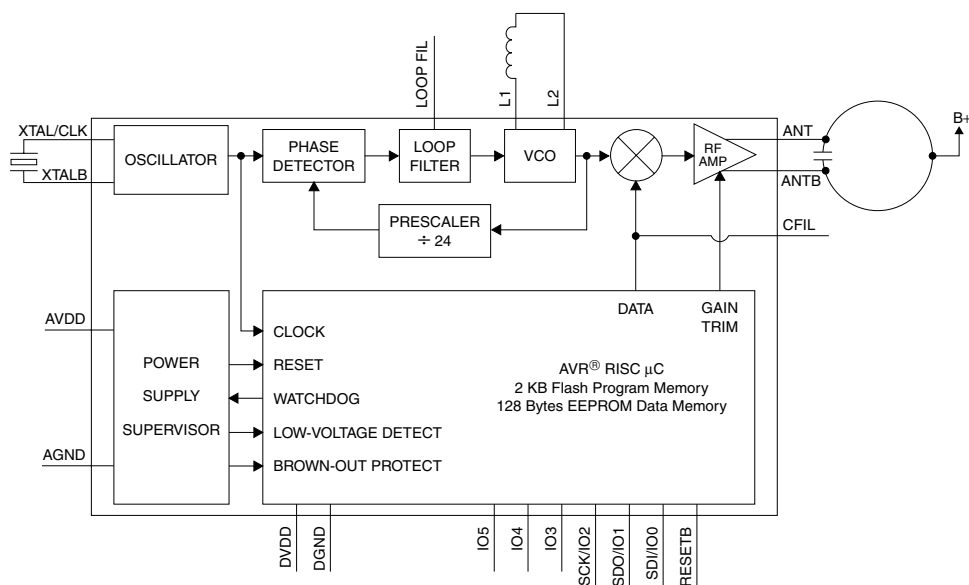 LOOP FIL
L1
L2
XTAL/CLK
XTALB
OSCILLATOR
PHASE
DETECTOR
LOOP
FILTER
VCO
RF
AMP
ANT
ANTB
B+
PRESCALER
÷ 24
CFIL
DATA
GAIN
TRIM
AVDD
AGND
POWER
SUPPLY
SUPERVISOR
CLOCK
RESET
WATCHDOG
LOW-VOLTAGE DETECT
BROWN-OUT PROTECT
AVR® RISC µC
2 KB Flash Program Memory
128 Bytes EEPROM Data Memory
DVDD
DGND
IO5
IO4
IO3
SCK/IO2
SDO/IO1
SDI/IO0
RESETB